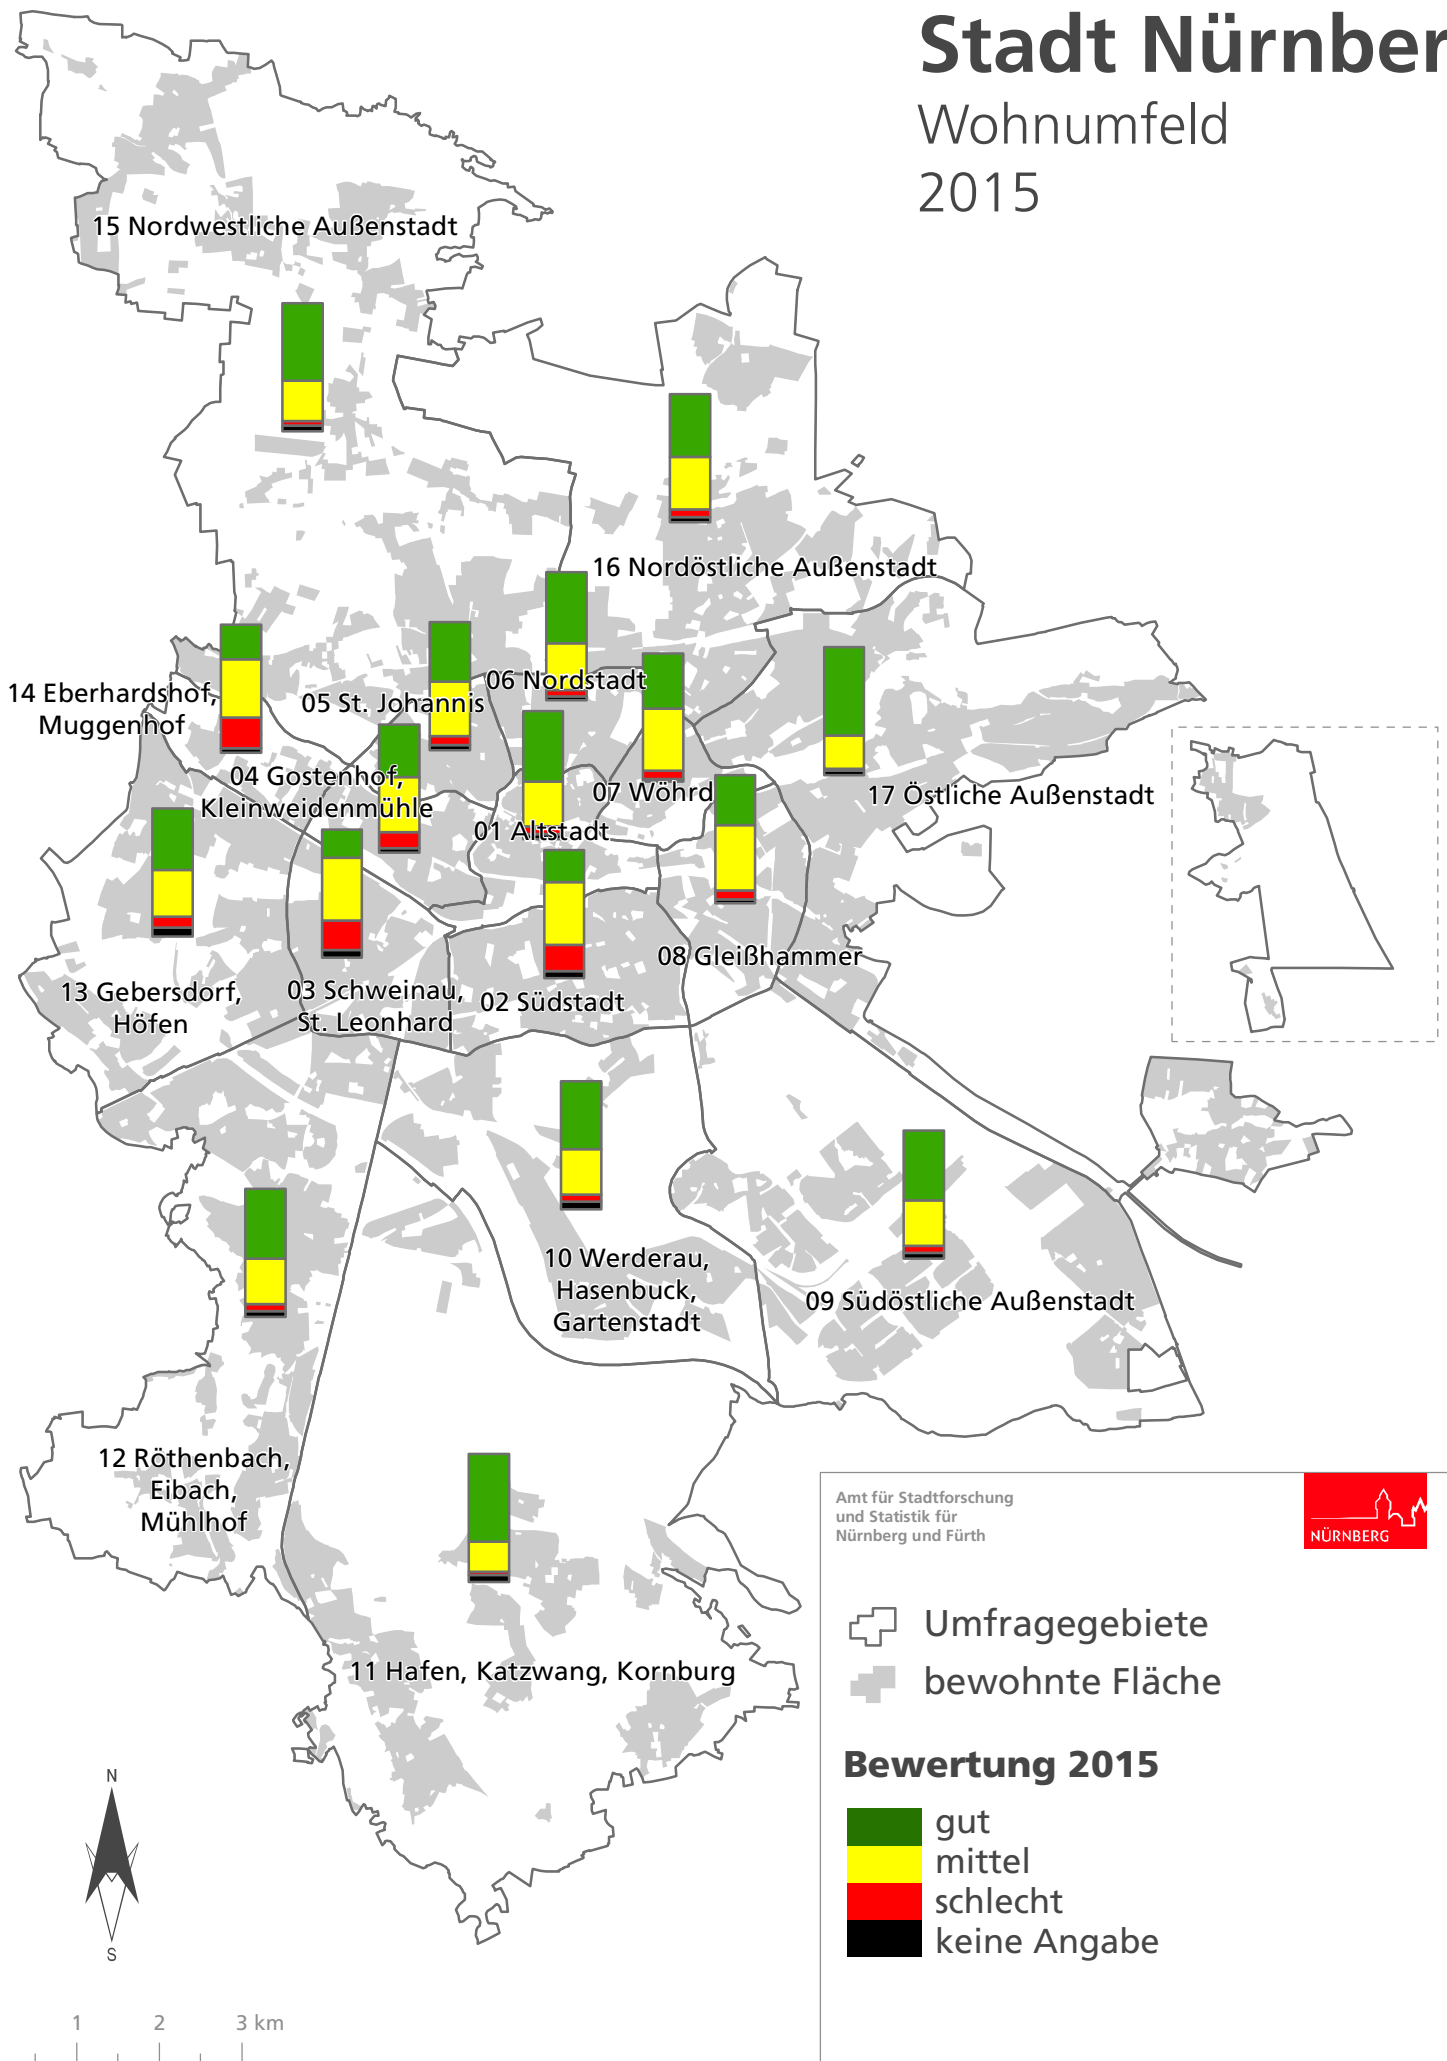 Stadt Nürnber
Wohnumfeld
2015
15 Nordwestliche Außenstadt
16 Nordöstliche Außenstadt
06 Nordstadt
14 Eberhardshof,
Muggenhof
05 St. Johannis
04 Gostenhof,
Kleinweidenmühle
07 Wöhrd
17 Östliche Außenstadt
01 Altstadt
08 Gleißhammer
13 Gebersdorf,
Höfen
03 Schweinau,
St. Leonhard
02 Südstadt
10 Werderau,
Hasenbuck,
Gartenstadt
09 Südöstliche Außenstadt
12 Röthenbach,
Eibach,
Mühlhof
11 Hafen, Katzwang, Kornburg
Amt für Stadtforschung
und Statistik für
Nürnberg und Fürth
NÜRNBERG
Umfragegebiete
bewohnte Fläche
Bewertung 2015
gut
mittel
schlecht
keine Angabe
N
S
1 2 3 km